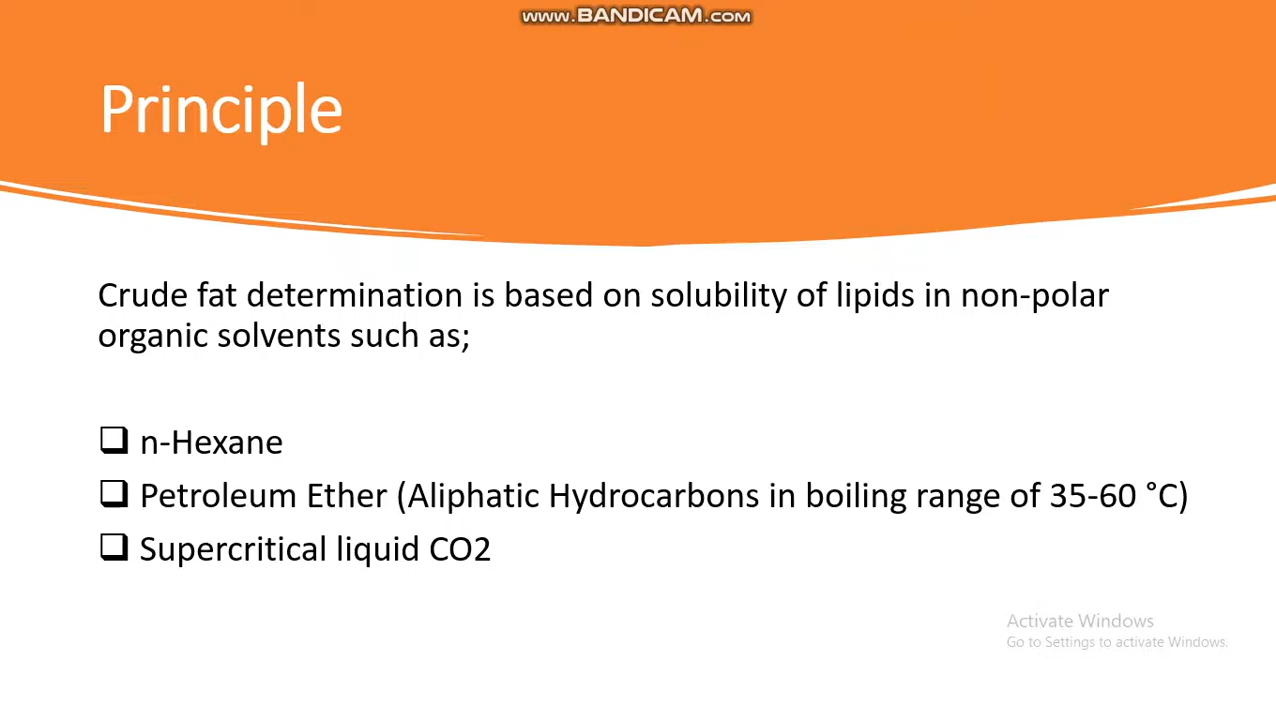 www.BANDICAM.com
Principle
Crude fat determination is based on solubility of lipids in non-polar
organic solvents such as;
❑ n-Hexane
❑ Petroleum Ether (Aliphatic Hydrocarbons in boiling range of 35-60 °C)
❑ Supercritical liquid CO2
Activate Windows
Go to Settings to activate Windows.